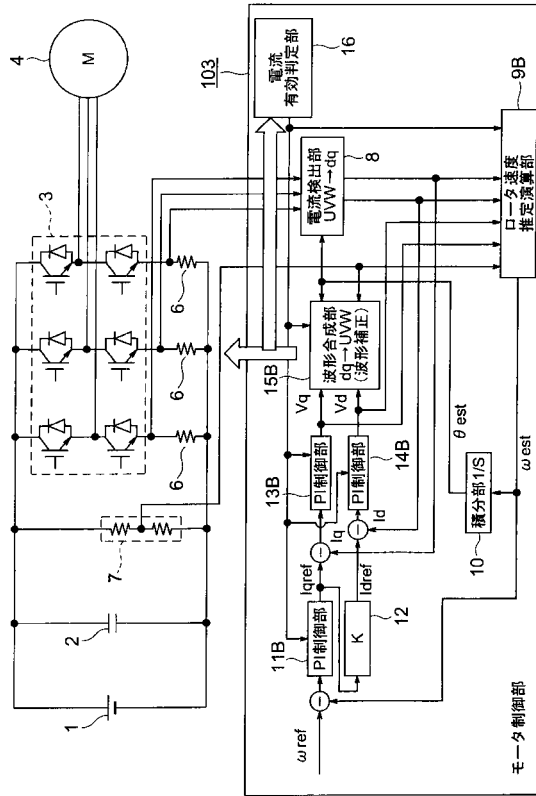 1
2
7
3
4
M
6
6
6
103
電流
有効判定部
16
電流検出部
UVW→dq
8
波形合成部
dq→UVW
(波形補正)
15B
Vq
Vd
PI制御部
13B
PI制御部
14B
Iq
Id
Iqref
Idref
PI制御部
11B
K
12
ωref
θest
積分部1/S
10
ωest
ロータ速度
推定演算部
9B
モータ制御部